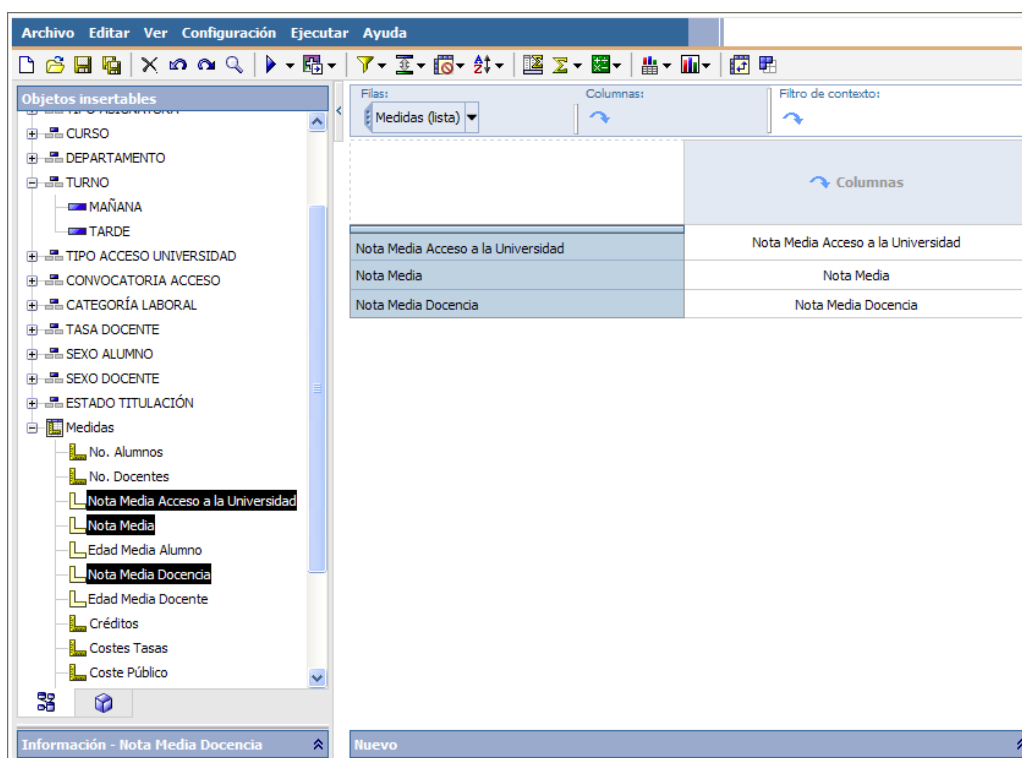 Archivo Editar Ver Configuración Ejecutar Ayuda
Objetos insertables
Filas:
Columnas:
Filtro de contexto:
Medidas (lista)
TIPO ASIGNATURA
CURSO
DEPARTAMENTO
TURNO
MAÑANA
TARDE
TIPO ACCESO UNIVERSIDAD
CONVOCATORIA ACCESO
CATEGORÍA LABORAL
TASA DOCENTE
SEXO ALUMNO
SEXO DOCENTE
ESTADO TITULACIÓN
Medidas
No. Alumnos
No. Docentes
Nota Media Acceso a la Universidad
Nota Media
Edad Media Alumno
Nota Media Docencia
Edad Media Docente
Créditos
Costes Tasas
Coste Público
Información - Nota Media Docencia
Columnas
Nota Media Acceso a la Universidad Nota Media Acceso a la Universidad
Nota Media Nota Media
Nota Media Docencia Nota Media Docencia
Nuevo